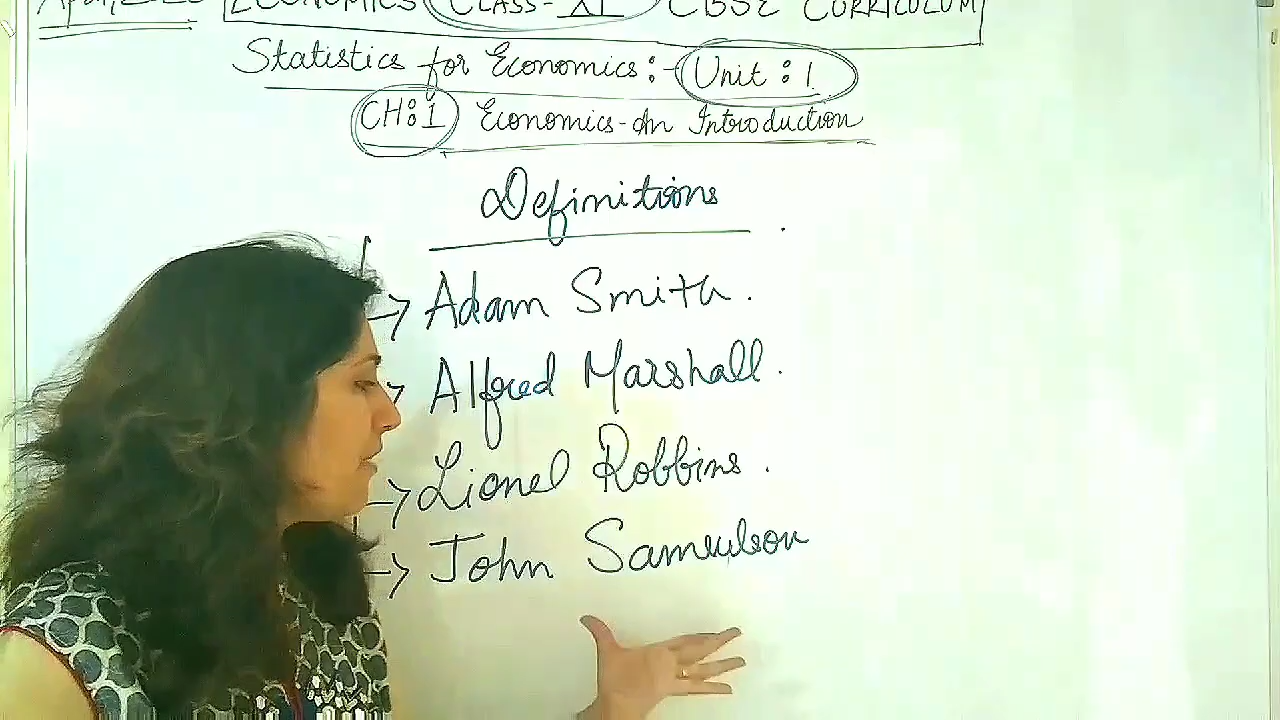 ECONOMICS CLASS-XI CBSE CURRICULUM
Statistics for Economics:- Unit:1
CH:1 Economics-An Introduction
Definitions
→ Adam Smith.
→ Alfred Marshall.
→ Lionel Robbins.
→ John Sameulson